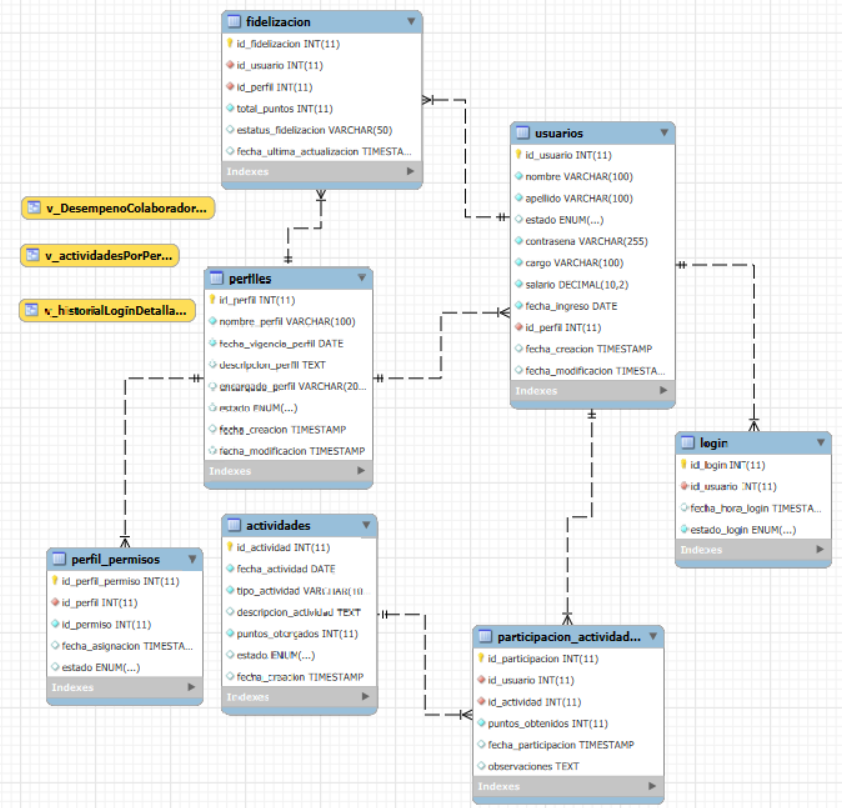 fidelizacion
id_fidelizacion INT(11)
id_usuario INT(11)
id_perfil INT(11)
total_puntos INT(11)
estatus_fidelizacion VARCHAR(50)
fecha_ultima_actualizacion TIMESTA...
Indexes
usuarios
id_usuario INT(11)
nombre VARCHAR(100)
apellido VARCHAR(100)
estado ENUM(...)
contrasena VARCHAR(255)
cargo VARCHAR(100)
salario DECIMAL(10,2)
fecha_ingreso DATE
id_perfil INT(11)
fecha_creacion TIMESTAMP
fecha_modificacion TIMESTA...
Indexes
v_DesempenoColaborador...
v_actividadesPorPer...
v_historialLoginDetalla...
perfiles
id_perfil INT(11)
nombre_perfil VARCHAR(100)
fecha_vigencia_perfil DATE
descripcion_perfil TEXT
encargado_perfil VARCHAR(20...
estado ENUM(...)
fecha_creacion TIMESTAMP
fecha_modificacion TIMESTAMP
Indexes
login
id_login INT(11)
id_usuario INT(11)
fecha_hora_login TIMESTA...
estado_login ENUM(...)
Indexes
perfil_permisos
id_perfil_permiso INT(11)
id_perfil INT(11)
id_permiso INT(11)
fecha_asignacion TIMESTA...
estado ENUM(...)
Indexes
actividades
id_actividad INT(11)
fecha_actividad DATE
tipo_actividad VARCHAR(10...
descripcion_actividad TEXT
puntos_otorgados INT(11)
estado ENUM(...)
fecha_creacion TIMESTAMP
Indexes
participacion_actividad...
id_participacion INT(11)
id_usuario INT(11)
id_actividad INT(11)
puntos_obtenidos INT(11)
fecha_participacion TIMESTAMP
observaciones TEXT
Indexes